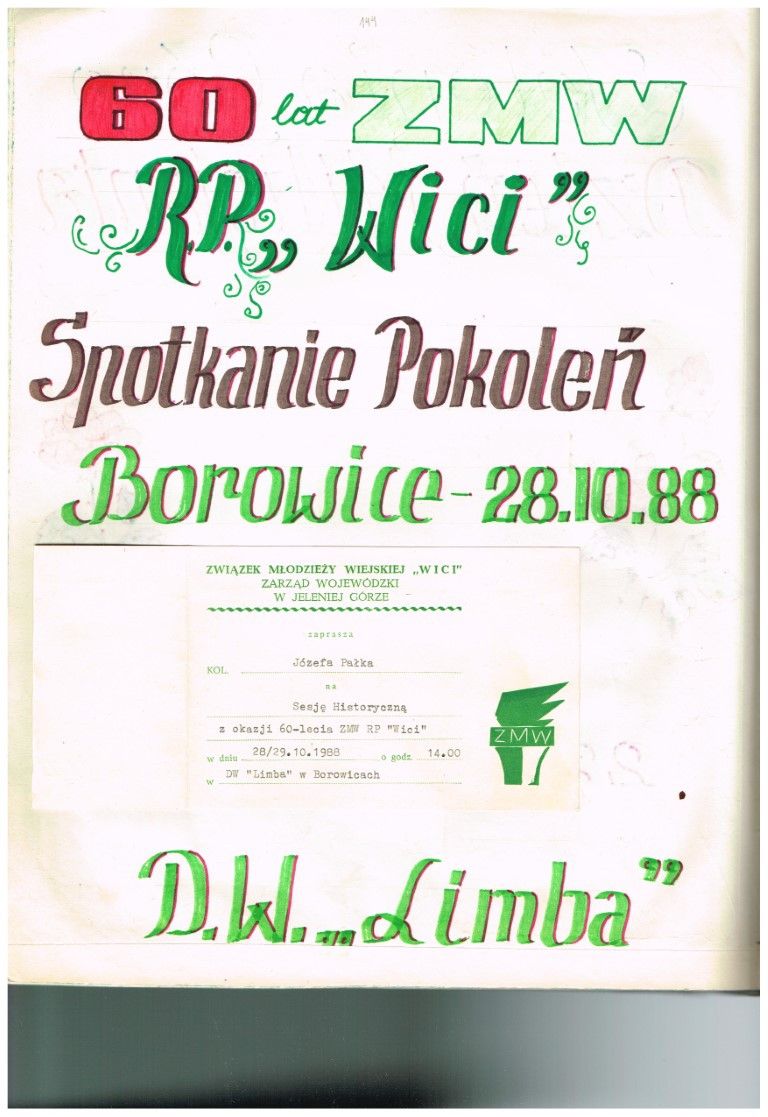 144
60 lat ZMW
R.P. „Wici”
Spotkanie Pokoleń
Borowice - 28.10.88
ZWIĄZEK MŁODZIEŻY WIEJSKIEJ „WICI"
ZARZĄD WOJEWÓDZKI
W JELENIEJ GÓRZE
zaprasza
KOL. Józefa Pałka
na
Sesję Historyczną
z okazji 60-lecia ZMW RP "Wici"
w dniu 28/29.10.1988 o godz. 14.00
w DW "Limba" w Borowicach
ZMW
D.W. „Limba”